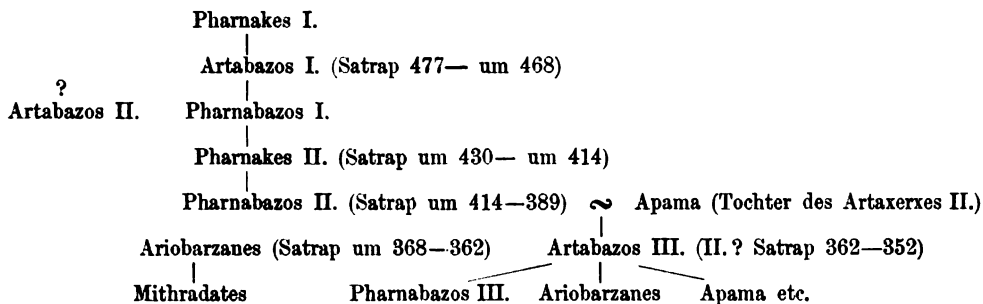 Pharnakes I.
Artabazos I. (Satrap 477— um 468)
?
Artabazos II. Pharnabazos I.
Pharnakes II. (Satrap um 430— um 414)
Pharnabazos II. (Satrap um 414—389) ~ Apama (Tochter des Artaxerxes II.)
Ariobarzanes (Satrap um 368—362) Artabazos III. (II.? Satrap 362—352)
Mithradates Pharnabazos III. Ariobarzanes Apama etc.